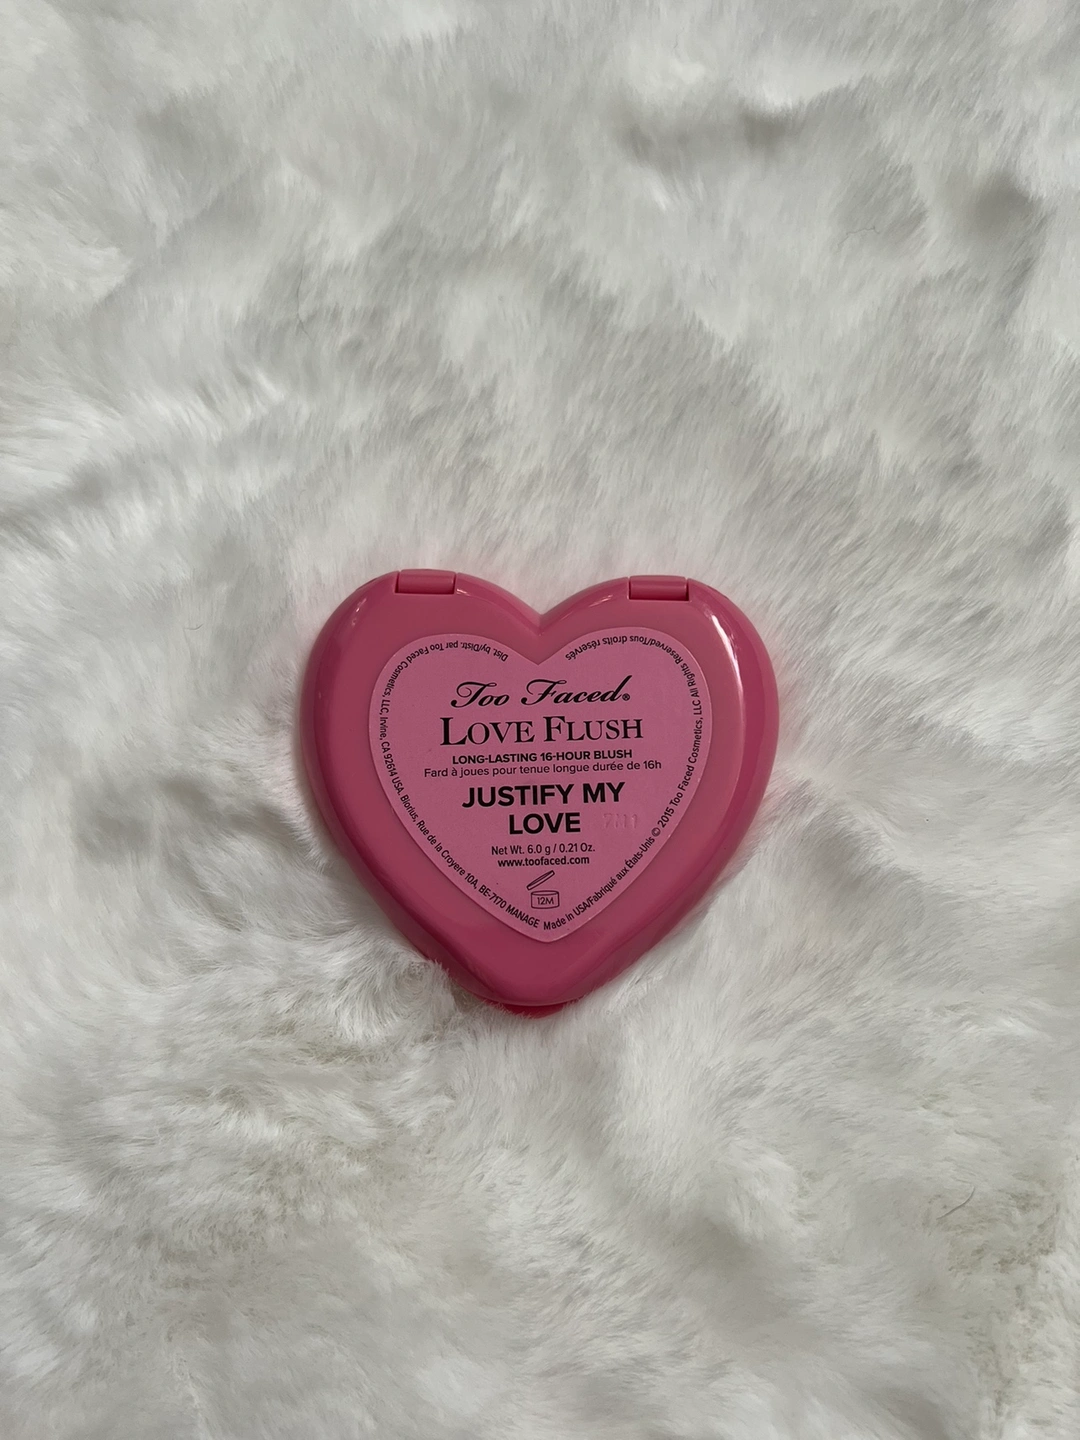 Too Faced®
LOVE FLUSH
LONG-LASTING 16-HOUR BLUSH
Fard à joues pour tenue longue durée de 16h
JUSTIFY MY
LOVE
Net Wt. 6.0 g / 0.21 Oz.
www.toofaced.com
12M
Dist. by/Distr. par Too Faced Cosmetics, LLC, Irvine, CA 92614 USA, Biorius, Rue de la Croyere 10A, BE-7170 MANAGE
Made in USA/Fabriqué aux États-Unis © 2015 Too Faced Cosmetics, LLC All Rights Reserved/Tous droits réservés